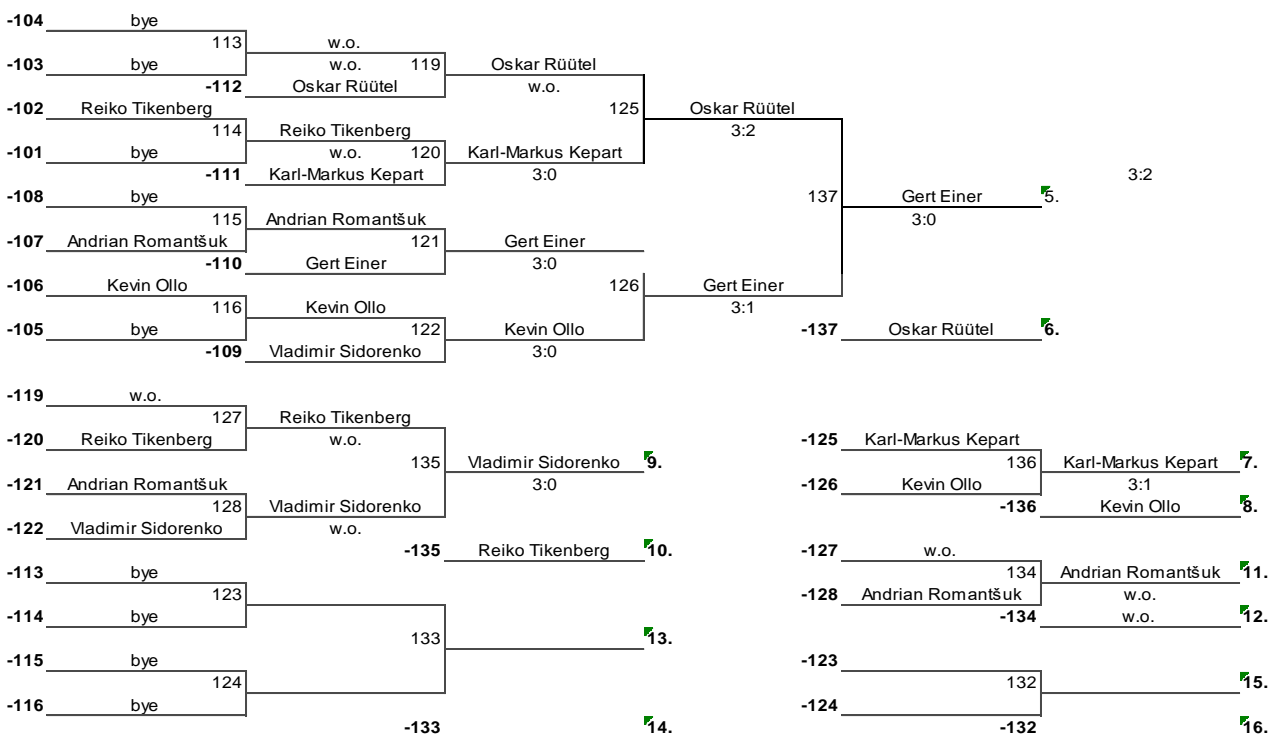 -104 bye
113 w.o.
-103 bye w.o. 119 Oskar Rüütel
-112 Oskar Rüütel w.o.
-102 Reiko Tikenberg 125 Oskar Rüütel
114 Reiko Tikenberg 3:2
-101 bye w.o. 120 Karl-Markus Kepart
-111 Karl-Markus Kepart 3:0 3:2
-108 bye 137 Gert Einer 5.
115 Andrian Romantšuk 3:0
-107 Andrian Romantšuk 121 Gert Einer
-110 Gert Einer 3:0
-106 Kevin Ollo 126 Gert Einer
116 Kevin Ollo 3:1
-105 bye 122 Kevin Ollo -137 Oskar Rüütel 6.
-109 Vladimir Sidorenko 3:0
-119 w.o.
127 Reiko Tikenberg
-120 Reiko Tikenberg w.o. -125 Karl-Markus Kepart
135 Vladimir Sidorenko 9. 136 Karl-Markus Kepart 7.
-121 Andrian Romantšuk 3:0 -126 Kevin Ollo 3:1
128 Vladimir Sidorenko -136 Kevin Ollo 8.
-122 Vladimir Sidorenko w.o.
-135 Reiko Tikenberg 10. -127 w.o.
-113 bye 134 Andrian Romantšuk 11.
123 -128 Andrian Romantšuk w.o.
-114 bye -134 w.o. 12.
133 13.
-115 bye -123
124 132 15.
-116 bye -124
-133 14. -132 16.